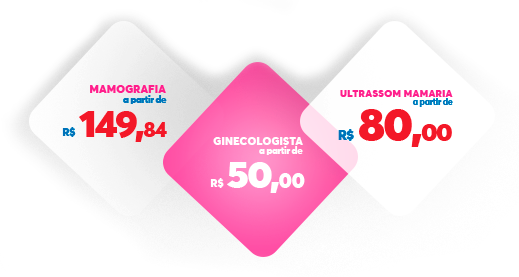 MAMOGRAFIA
a partir de
R$ 149,84
GINECOLOGISTA
a partir de
R$ 50,00
ULTRASSOM MAMARIA
a partir de
R$ 80,00